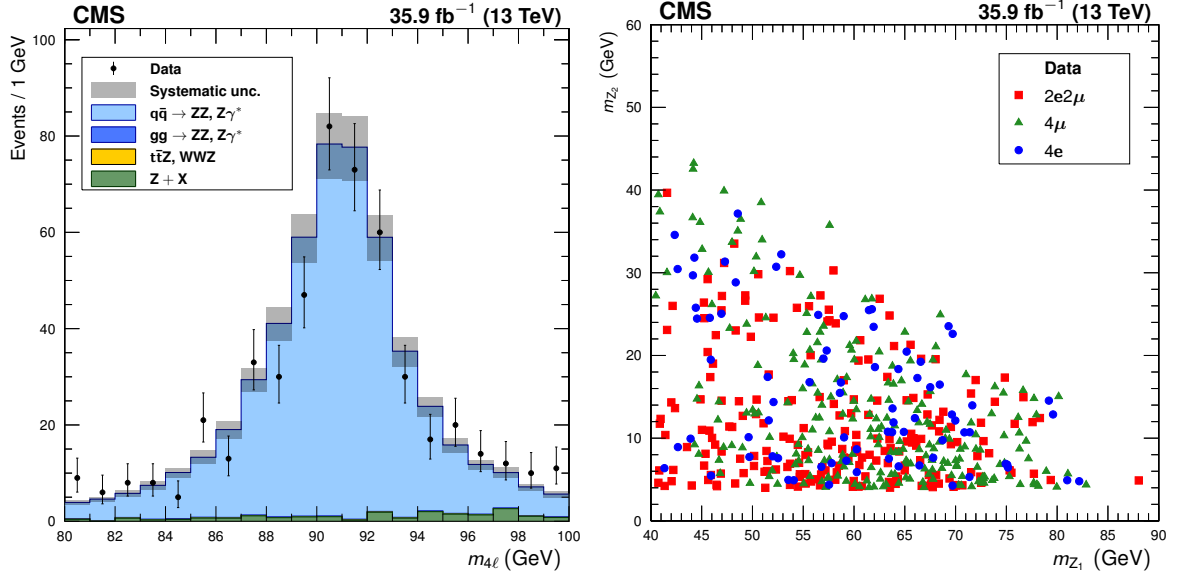 CMS 35.9 fb⁻¹ (13 TeV)
Events / 1 GeV
100
80
60
40
20
0
Data
Systematic unc.
qq̄ → ZZ, Zγ*
gg → ZZ, Zγ*
tt̄Z, WWZ
Z + X
80 82 84 86 88 90 92 94 96 98 100
m₄ℓ (GeV)
CMS 35.9 fb⁻¹ (13 TeV)
m_Z₂ (GeV)
60
50
40
30
20
10
0
Data
2e2μ
4μ
4e
40 45 50 55 60 65 70 75 80 85 90
m_Z₁ (GeV)